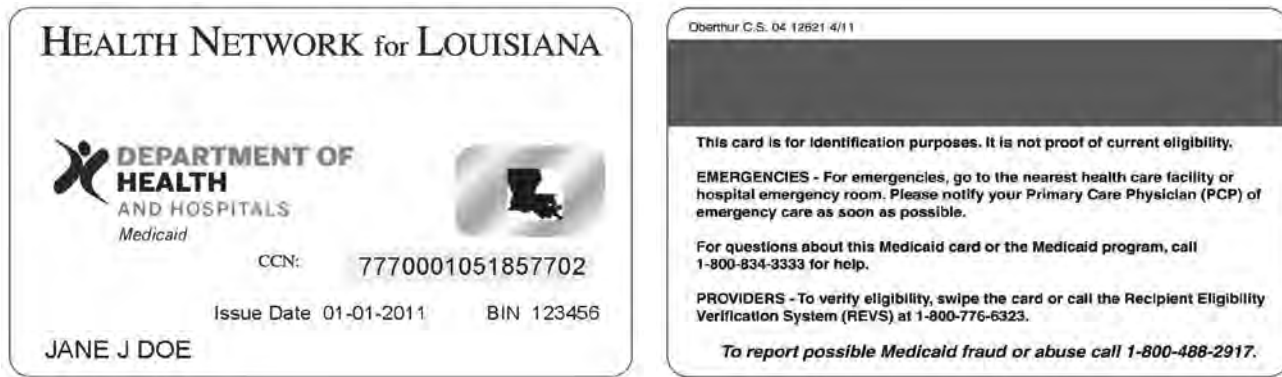 HEALTH NETWORK for LOUISIANA
DEPARTMENT OF
HEALTH
AND HOSPITALS
Medicaid
CCN: 7770001051857702
Issue Date 01-01-2011 BIN 123456
JANE J DOE
Oberthur C.S. 04 12621 4/11
This card is for identification purposes. It is not proof of current eligibility.
EMERGENCIES - For emergencies, go to the nearest health care facility or
hospital emergency room. Please notify your Primary Care Physician (PCP) of
emergency care as soon as possible.
For questions about this Medicaid card or the Medicaid program, call
1-800-834-3333 for help.
PROVIDERS - To verify eligibility, swipe the card or call the Recipient Eligibility
Verification System (REVS) at 1-800-776-6323.
To report possible Medicaid fraud or abuse call 1-800-488-2917.